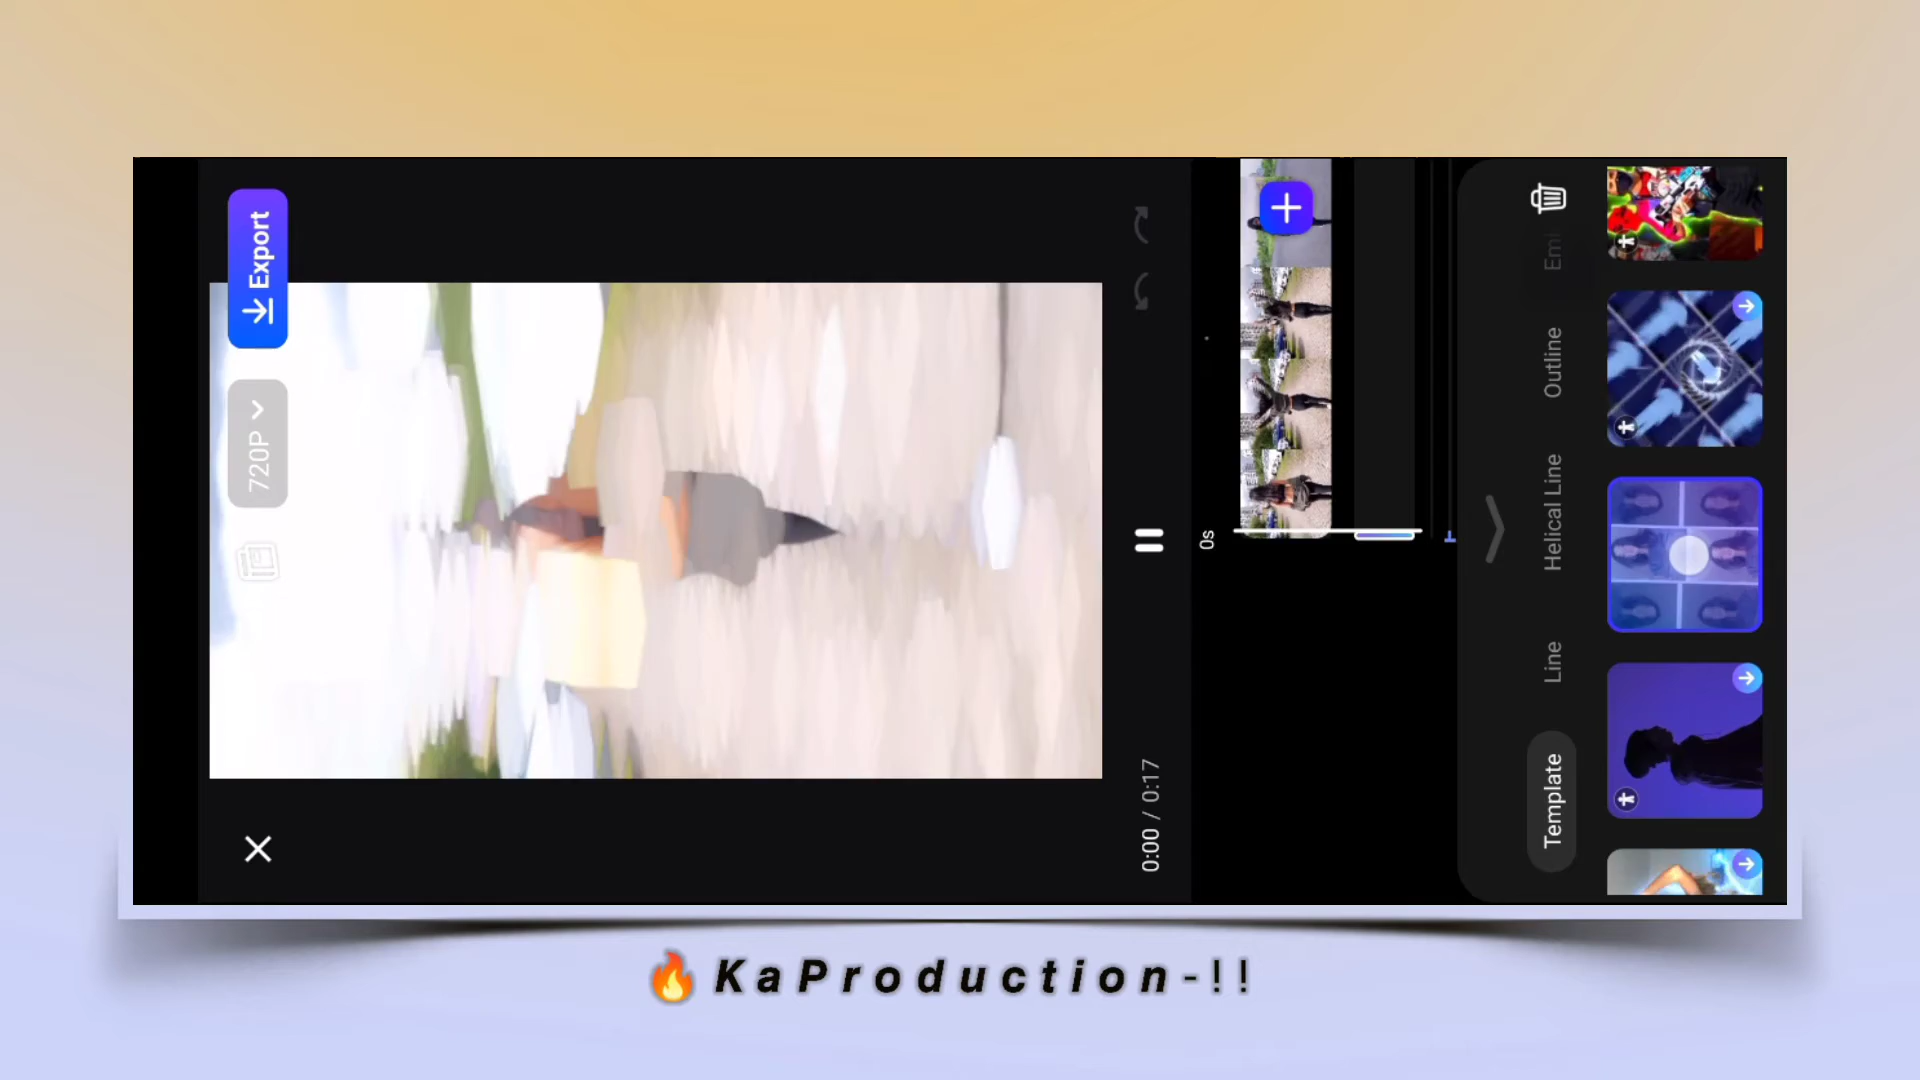 Export
720P
0:00 / 0:17
0s
Template
Line
Helical Line
Outline
🔥 KaProduction-!!